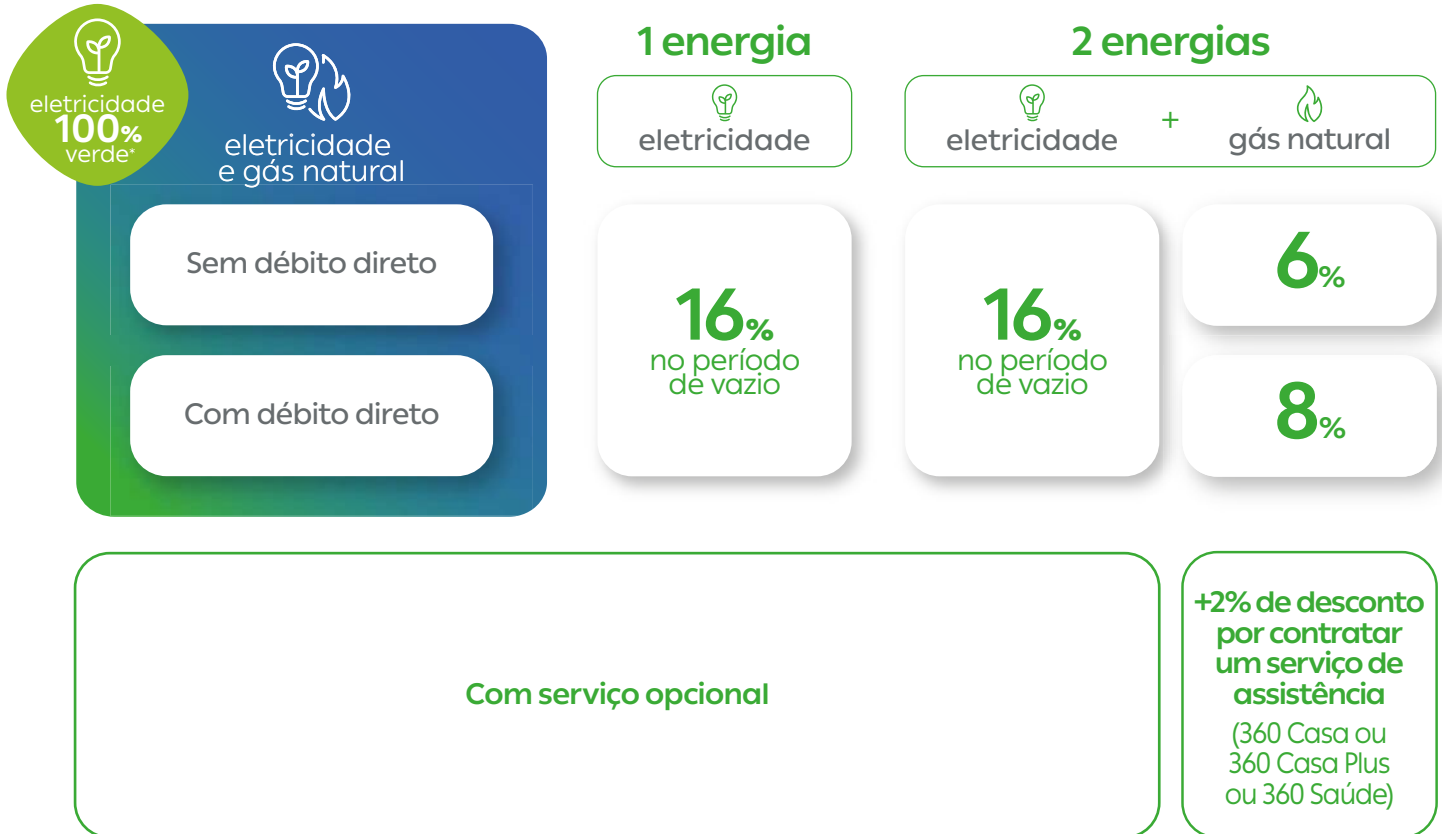 eletricidade
100%
verde*
eletricidade
e gás natural
1 energia
2 energias
eletricidade
eletricidade
+
gás natural
Sem débito direto
Com débito direto
16%
no período
de vazio
16%
no período
de vazio
6%
8%
Com serviço opcional
+2% de desconto
por contratar
um serviço de
assistência
(360 Casa ou
360 Casa Plus
ou 360 Saúde)